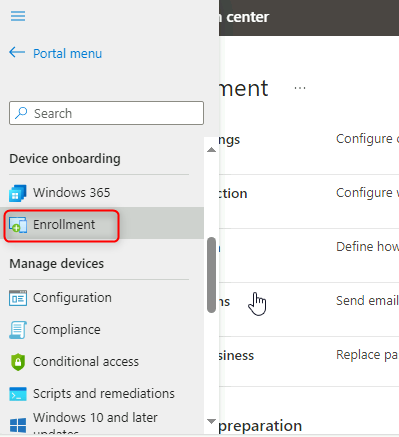 n center
Portal menu
ment ...
Search
ngs Configure c
Device onboarding
Windows 365
ction Configure v
Enrollment
Define how
Manage devices
Configuration
ns Send email
Compliance
Conditional access
usiness Replace pa
Scripts and remediations
Windows 10 and later
updates
preparation